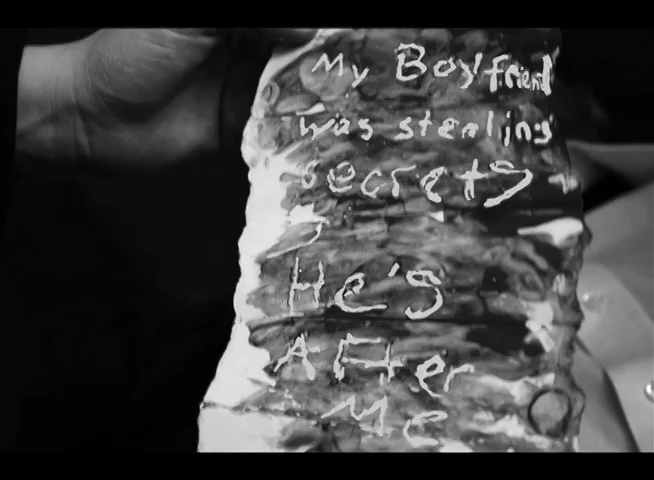 My Boyfriend
was stealing
secrets
He's
After
Me